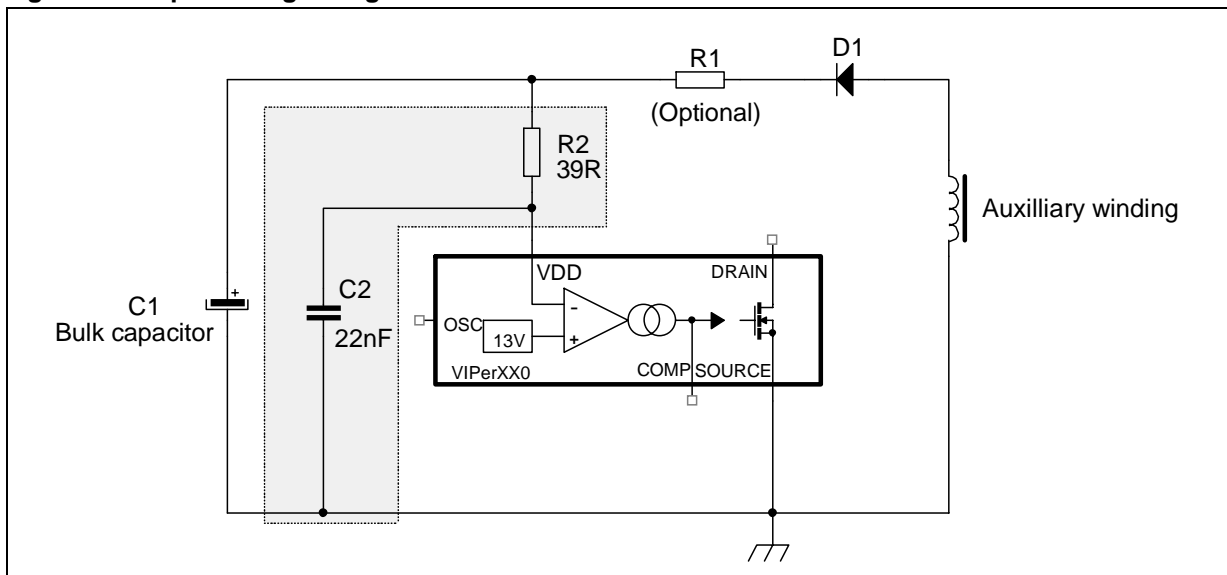 D1
R1
(Optional)
R2
39R
Auxilliary winding
VDD
DRAIN
C1
Bulk capacitor
+
C2
22nF
OSC
13V
-
+
VIPerXX0
COMP
SOURCE